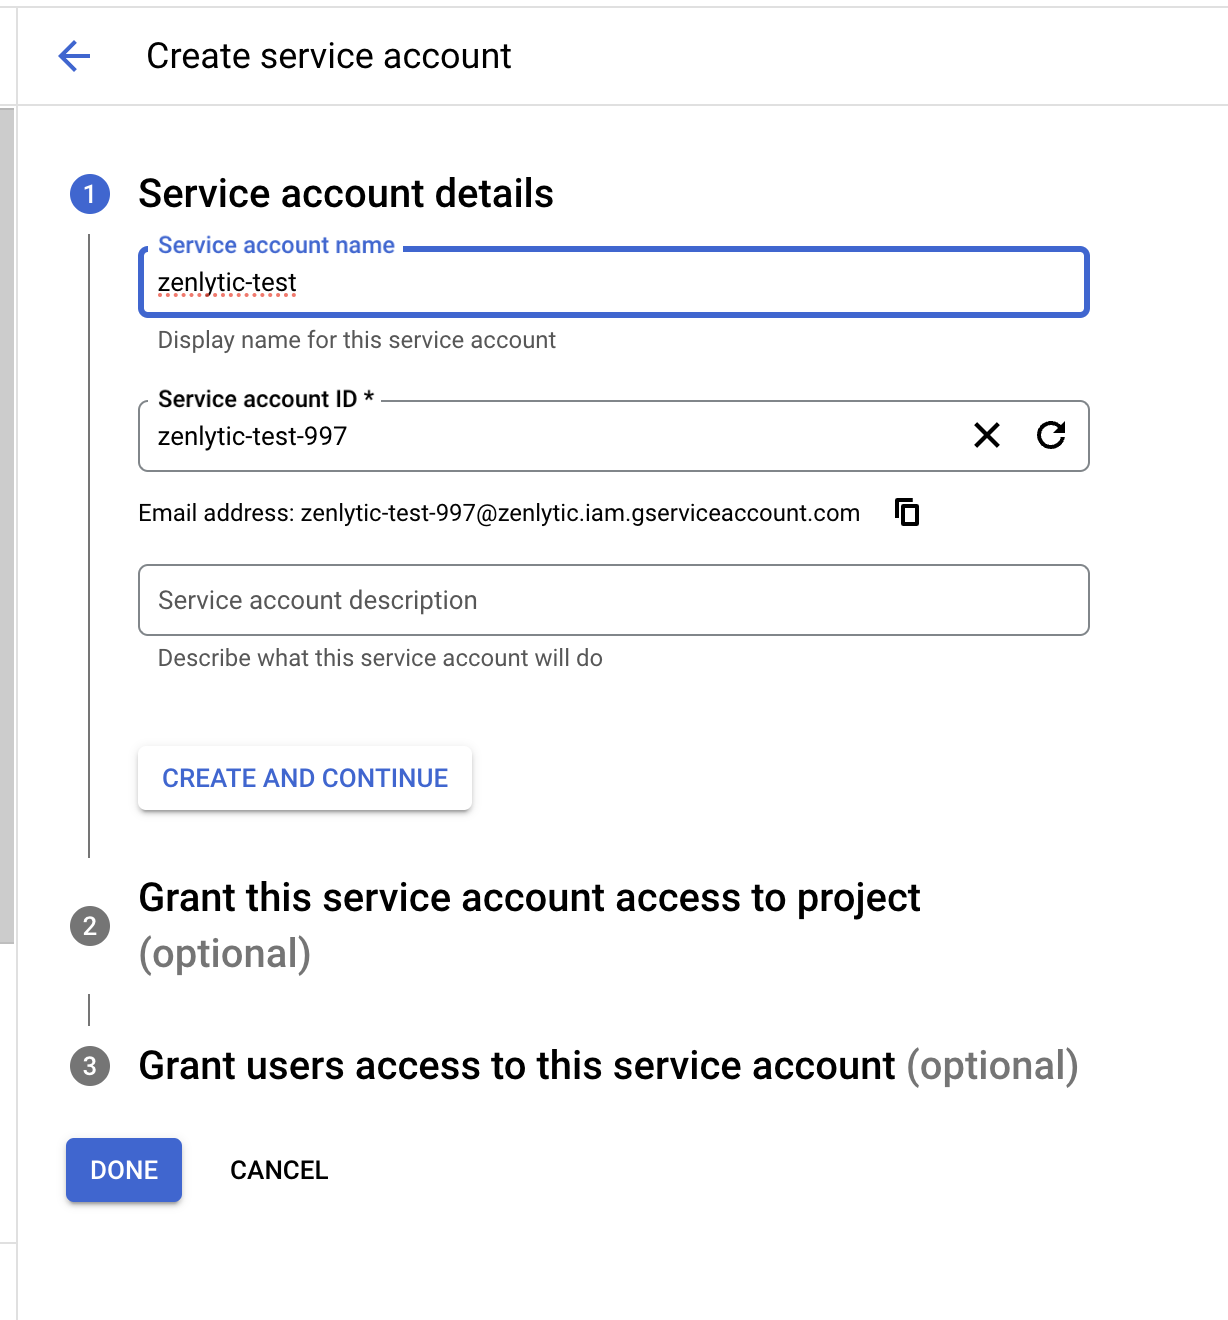 Create service account
1
Service account details
Service account name
zenlytic-test
Display name for this service account
Service account ID *
zenlytic-test-997
Email address: zenlytic-test-997@zenlytic.iam.gserviceaccount.com
Service account description
Describe what this service account will do
CREATE AND CONTINUE
2
Grant this service account access to project
(optional)
3
Grant users access to this service account (optional)
DONE
CANCEL